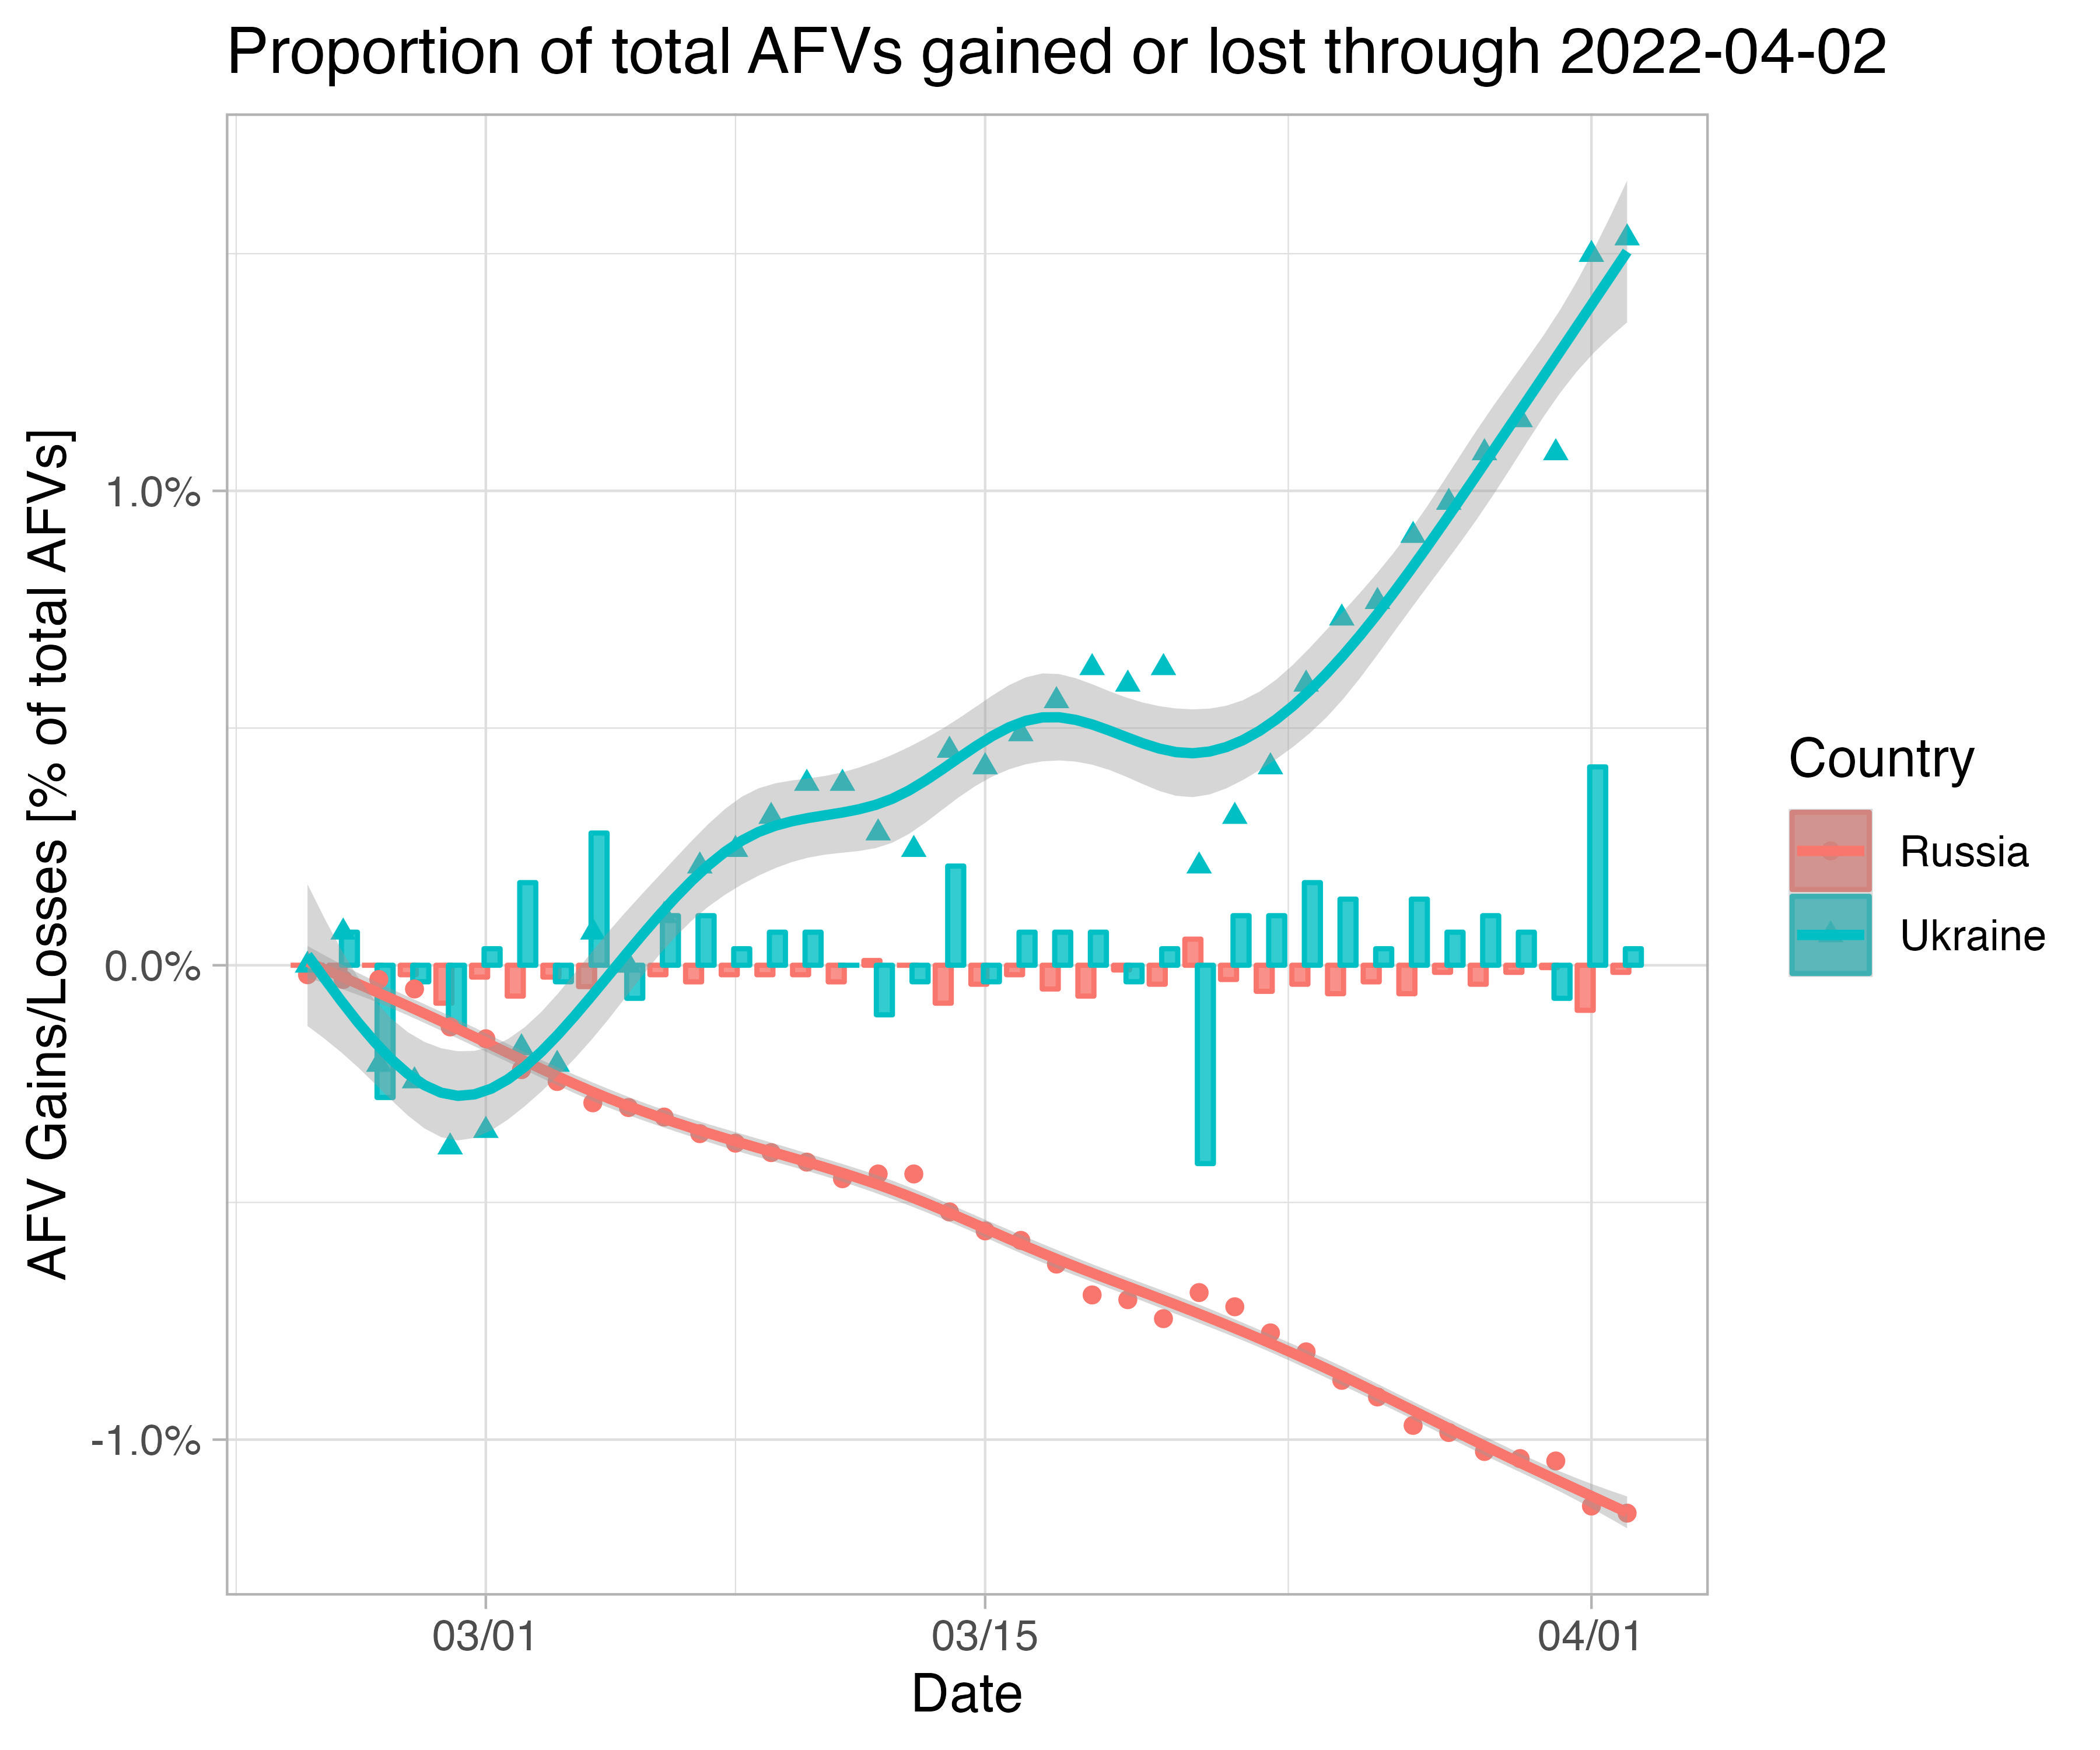 Proportion of total AFVs gained or lost through 2022-04-02
AFV Gains/Losses [% of total AFVs]
1.0%
0.0%
-1.0%
03/01
03/15
04/01
Date
Country
Russia
Ukraine